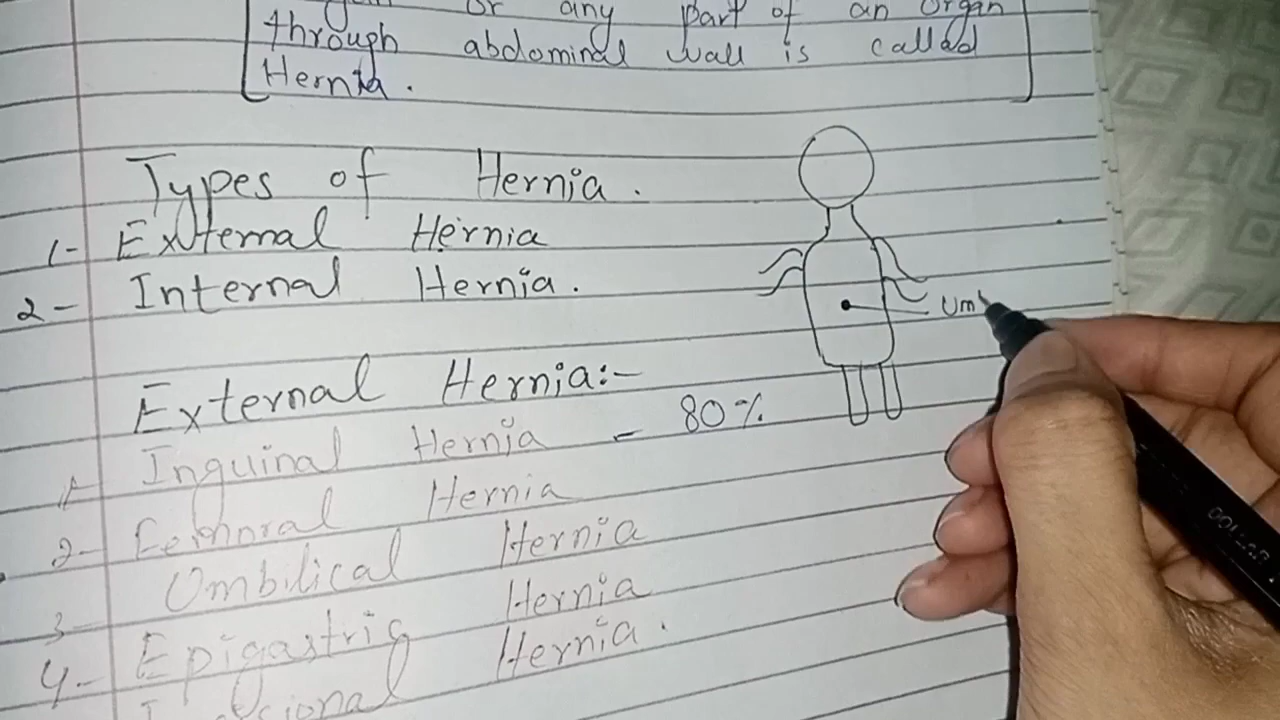 or any part of an organ
through abdominal wall is called
Hernia.
Types of Hernia.
1- External Hernia
2- Internal Hernia.
Um
External Hernia:-
1- Inguinal Hernia - 80%
2- Femoral Hernia
3- Umbilical Hernia
4- Epigastric Hernia
Hernia.